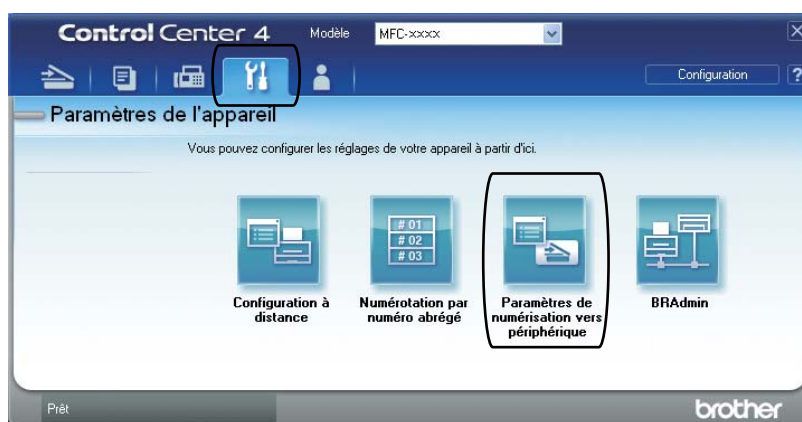 Control Center 4 Modèle MFC-xxxx
Configuration ?
Paramètres de l'appareil
Vous pouvez configurer les réglages de votre appareil à partir d'ici.
# 01
# 02
# 03
Configuration à
distance
Numérotation par
numéro abrégé
Paramètres de
numérisation vers
périphérique
BRAdmin
Prêt
brother